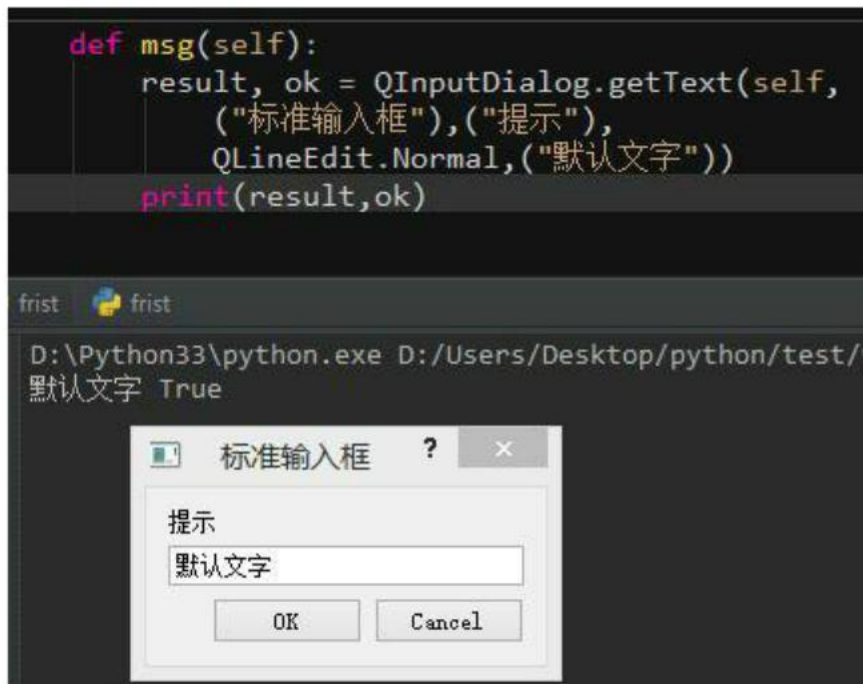 def msg(self):
result, ok = QInputDialog.getText(self,
("标准输入框"),("提示"),
QLineEdit.Normal,("默认文字"))
print(result,ok)
frist frist
D:\Python33\python.exe D:/Users/Desktop/python/test/
默认文字 True
标准输入框 ? ×
提示
默认文字
OK Cancel